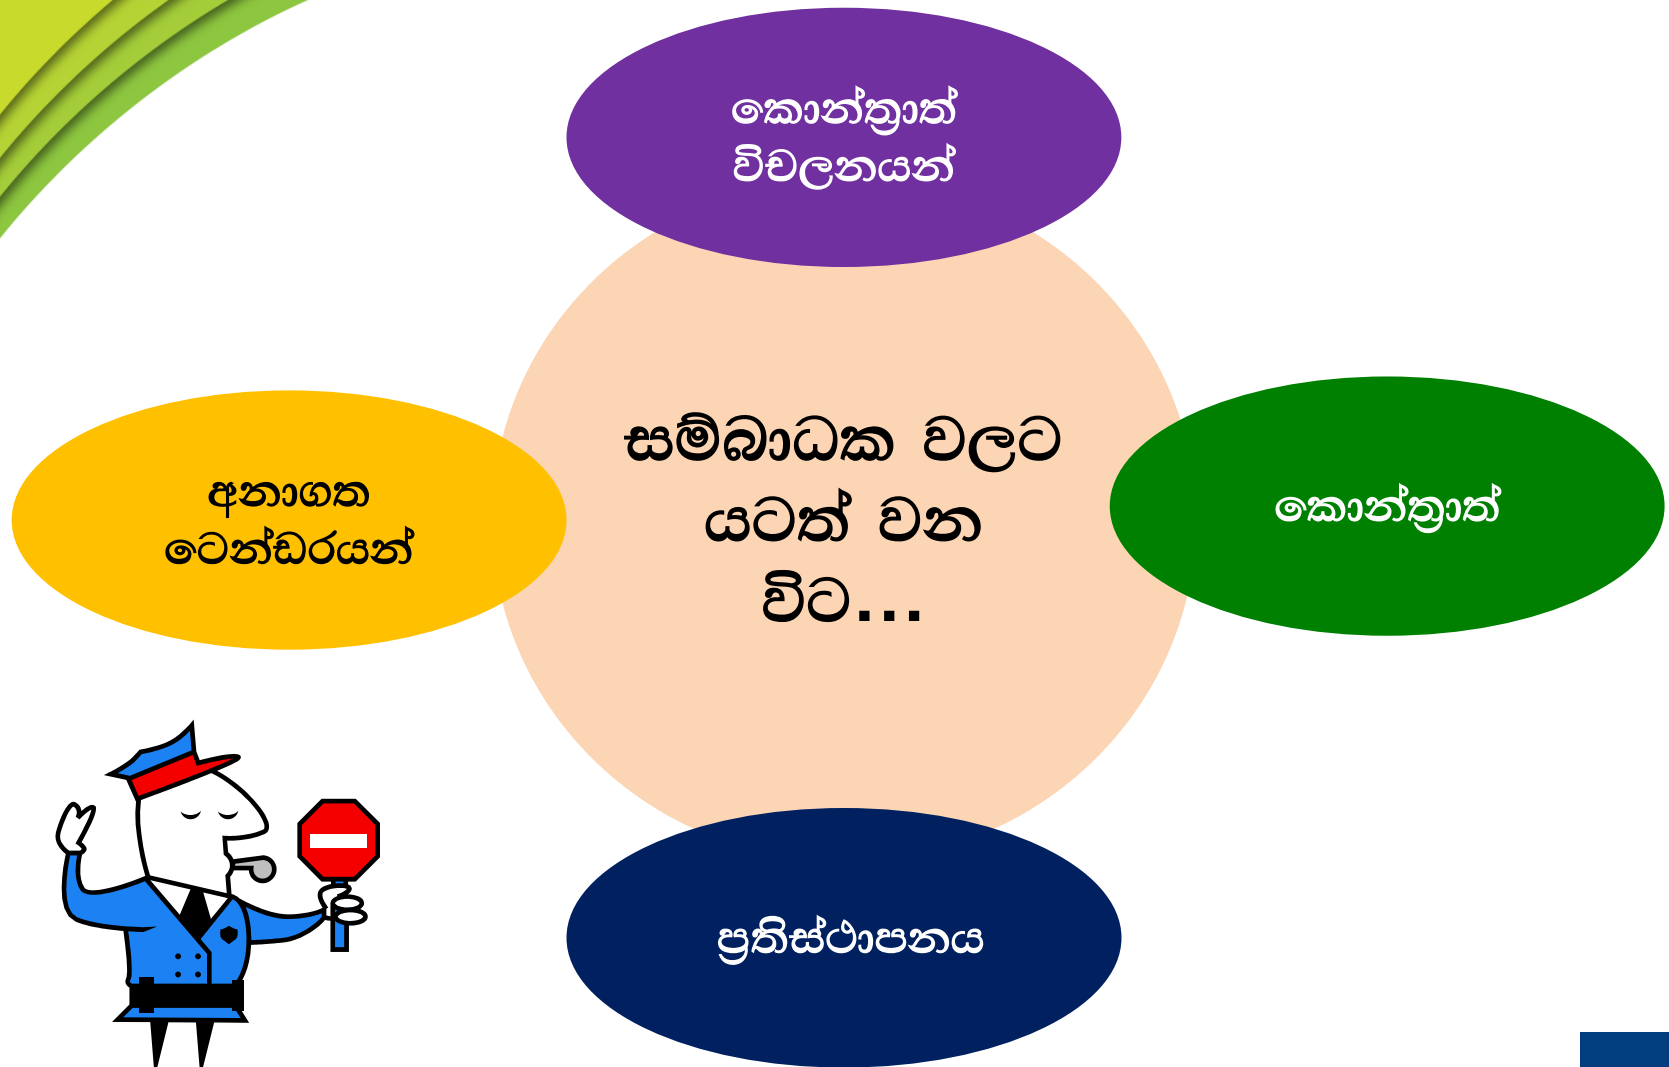 කොන්ත්‍රාත්
විචලනයන්
සම්බාධක වලට
යටත් වන
විට...
අනාගත
ටෙන්ඩරයන්
කොන්ත්‍රාත්
ප්‍රතිස්ථාපනය